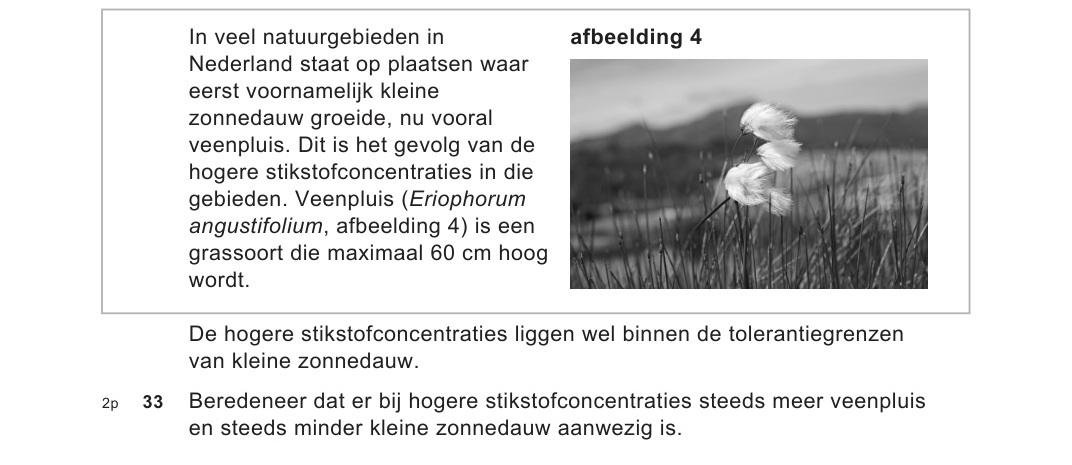 In veel natuurgebieden in
Nederland staat op plaatsen waar
eerst voornamelijk kleine
zonnedauw groeide, nu vooral
veenpluis. Dit is het gevolg van de
hogere stikstofconcentraties in die
gebieden. Veenpluis (Eriophorum
angustifolium, afbeelding 4) is een
grassoort die maximaal 60 cm hoog
wordt.
afbeelding 4
De hogere stikstofconcentraties liggen wel binnen de tolerantiegrenzen
van kleine zonnedauw.
2p 33 Beredeneer dat er bij hogere stikstofconcentraties steeds meer veenpluis
en steeds minder kleine zonnedauw aanwezig is.